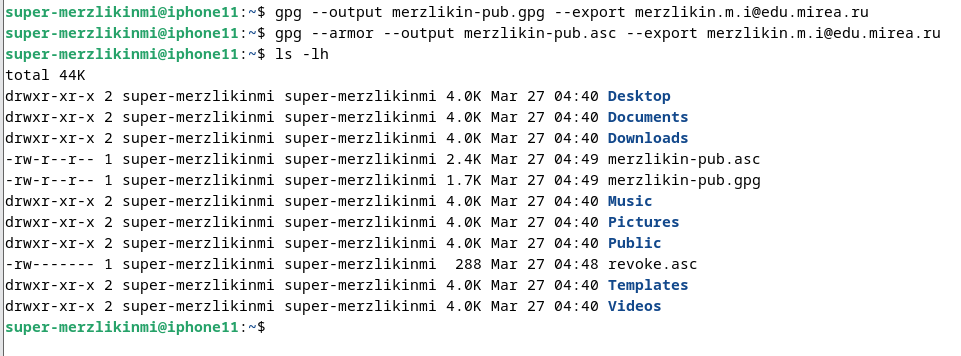 super-merzlikinmi@iphone11:~$ gpg --output merzlikin-pub.gpg --export merzlikin.m.i@edu.mirea.ru
super-merzlikinmi@iphone11:~$ gpg --armor --output merzlikin-pub.asc --export merzlikin.m.i@edu.mirea.ru
super-merzlikinmi@iphone11:~$ ls -lh
total 44K
drwxr-xr-x 2 super-merzlikinmi super-merzlikinmi 4.0K Mar 27 04:40 Desktop
drwxr-xr-x 2 super-merzlikinmi super-merzlikinmi 4.0K Mar 27 04:40 Documents
drwxr-xr-x 2 super-merzlikinmi super-merzlikinmi 4.0K Mar 27 04:40 Downloads
-rw-r--r-- 1 super-merzlikinmi super-merzlikinmi 2.4K Mar 27 04:49 merzlikin-pub.asc
-rw-r--r-- 1 super-merzlikinmi super-merzlikinmi 1.7K Mar 27 04:49 merzlikin-pub.gpg
drwxr-xr-x 2 super-merzlikinmi super-merzlikinmi 4.0K Mar 27 04:40 Music
drwxr-xr-x 2 super-merzlikinmi super-merzlikinmi 4.0K Mar 27 04:40 Pictures
drwxr-xr-x 2 super-merzlikinmi super-merzlikinmi 4.0K Mar 27 04:40 Public
-rw------- 1 super-merzlikinmi super-merzlikinmi  288 Mar 27 04:48 revoke.asc
drwxr-xr-x 2 super-merzlikinmi super-merzlikinmi 4.0K Mar 27 04:40 Templates
drwxr-xr-x 2 super-merzlikinmi super-merzlikinmi 4.0K Mar 27 04:40 Videos
super-merzlikinmi@iphone11:~$